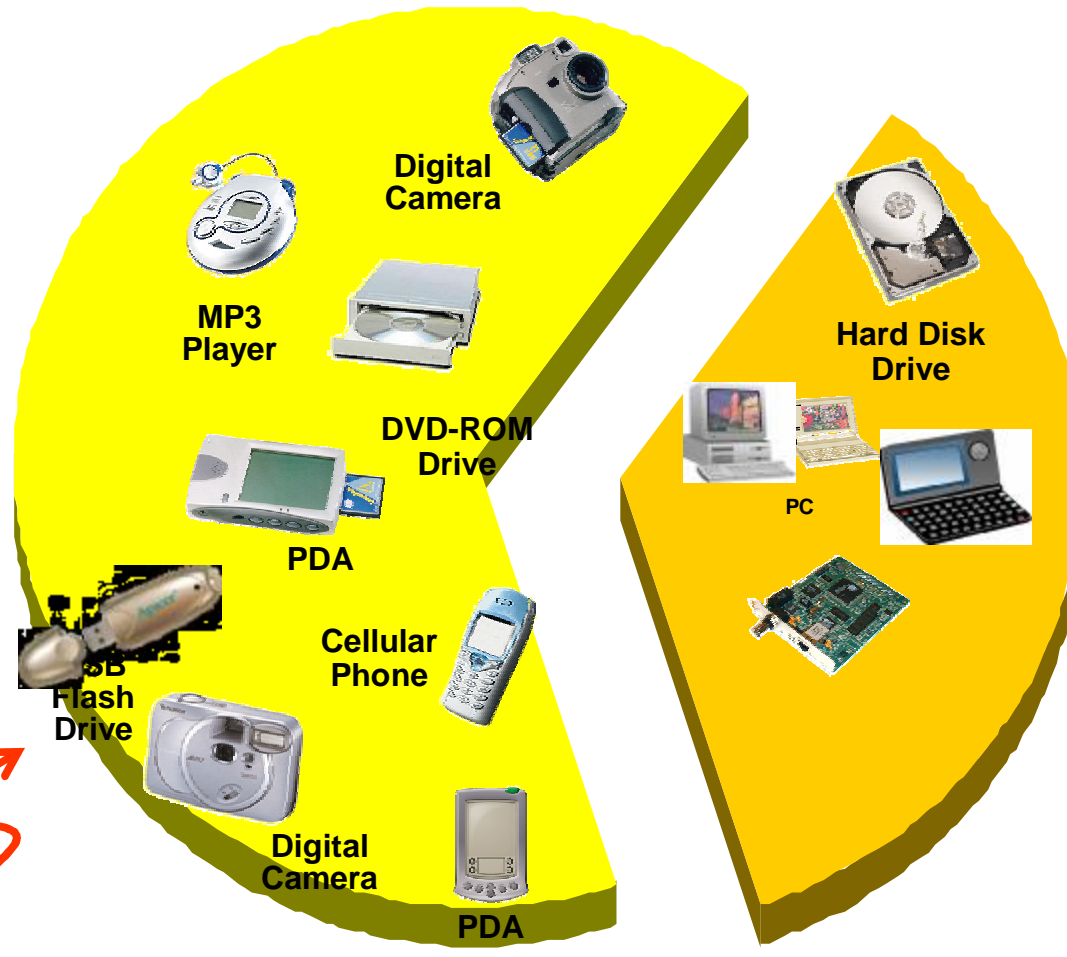 Digital
Camera
MP3
Player
DVD-ROM
Drive
PDA
Flash
Drive
Cellular
Phone
Digital
Camera
PDA
Hard Disk
Drive
PC
Apacer